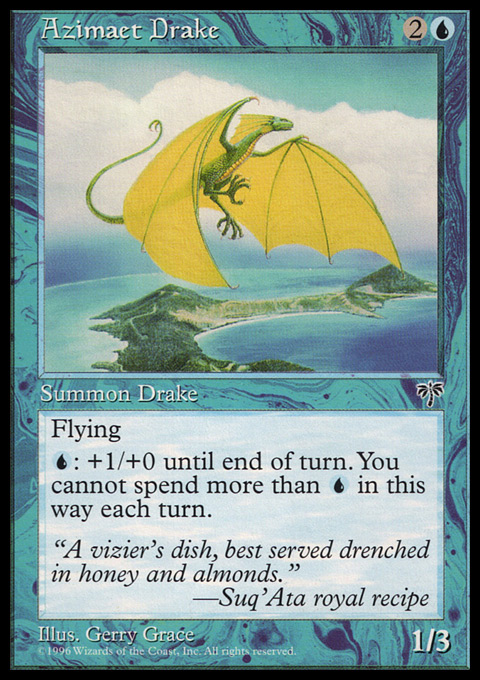 Azimaet Drake 2
Summon Drake
Flying
: +1/+0 until end of turn. You
cannot spend more than in this
way each turn.
“A vizier’s dish, best served drenched
in honey and almonds.”
—Suq’Ata royal recipe
Illus. Gerry Grace
©1996 Wizards of the Coast, Inc. All rights reserved.
1/3